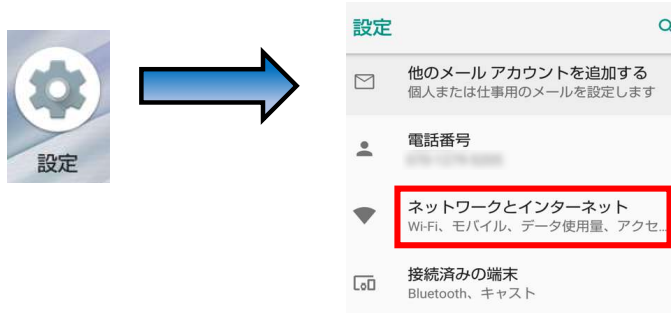 設定
設定
他のメール アカウントを追加する
個人または仕事用のメールを設定します
電話番号
ネットワークとインターネット
Wi-Fi、モバイル、データ使用量、アクセ...
接続済みの端末
Bluetooth、キャスト